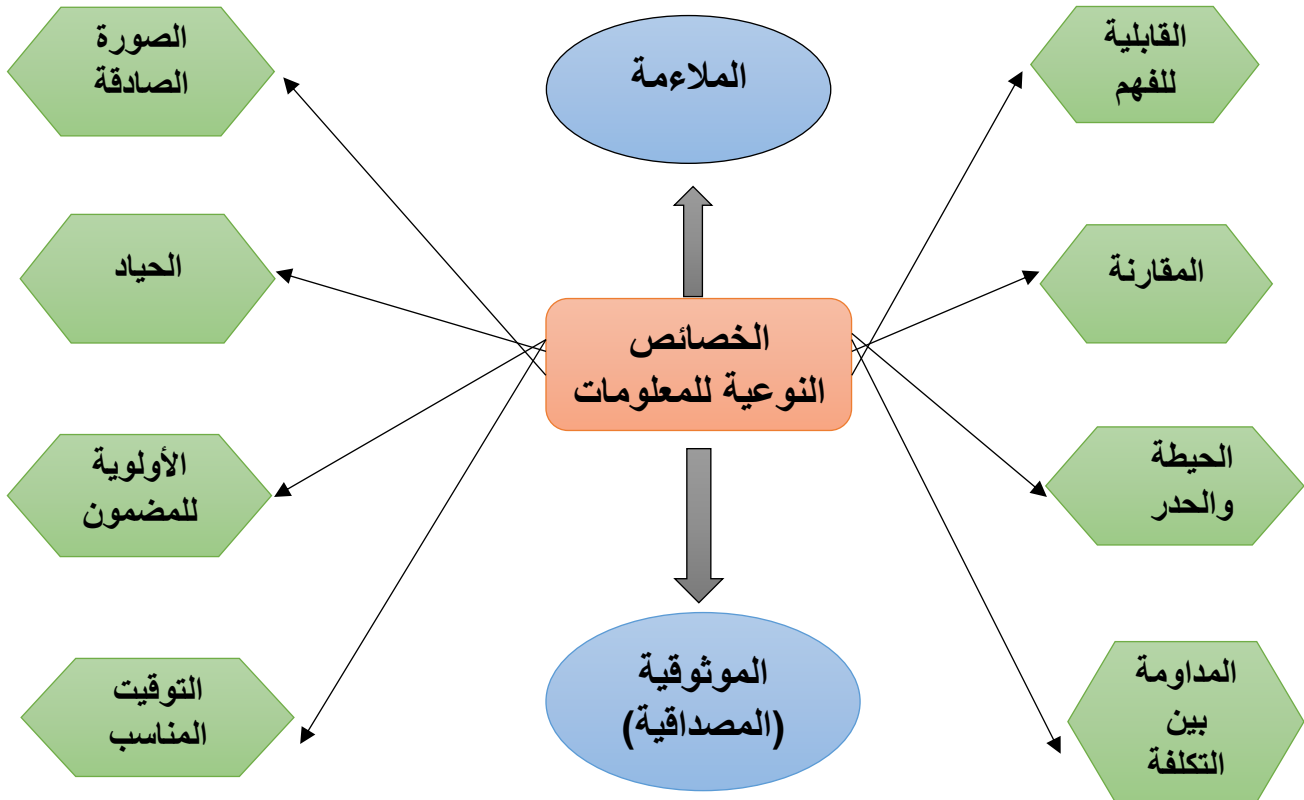 القابلية
للفهم
الملاءمة
الصورة
الصادقة
المقارنة
الحياد
الخصائص
النوعية للمعلومات
الحيطة
والحدر
الأولوية
للمضمون
المداومة
بين
التكلفة
الموثوقية
(المصداقية)
التوقيت
المناسب